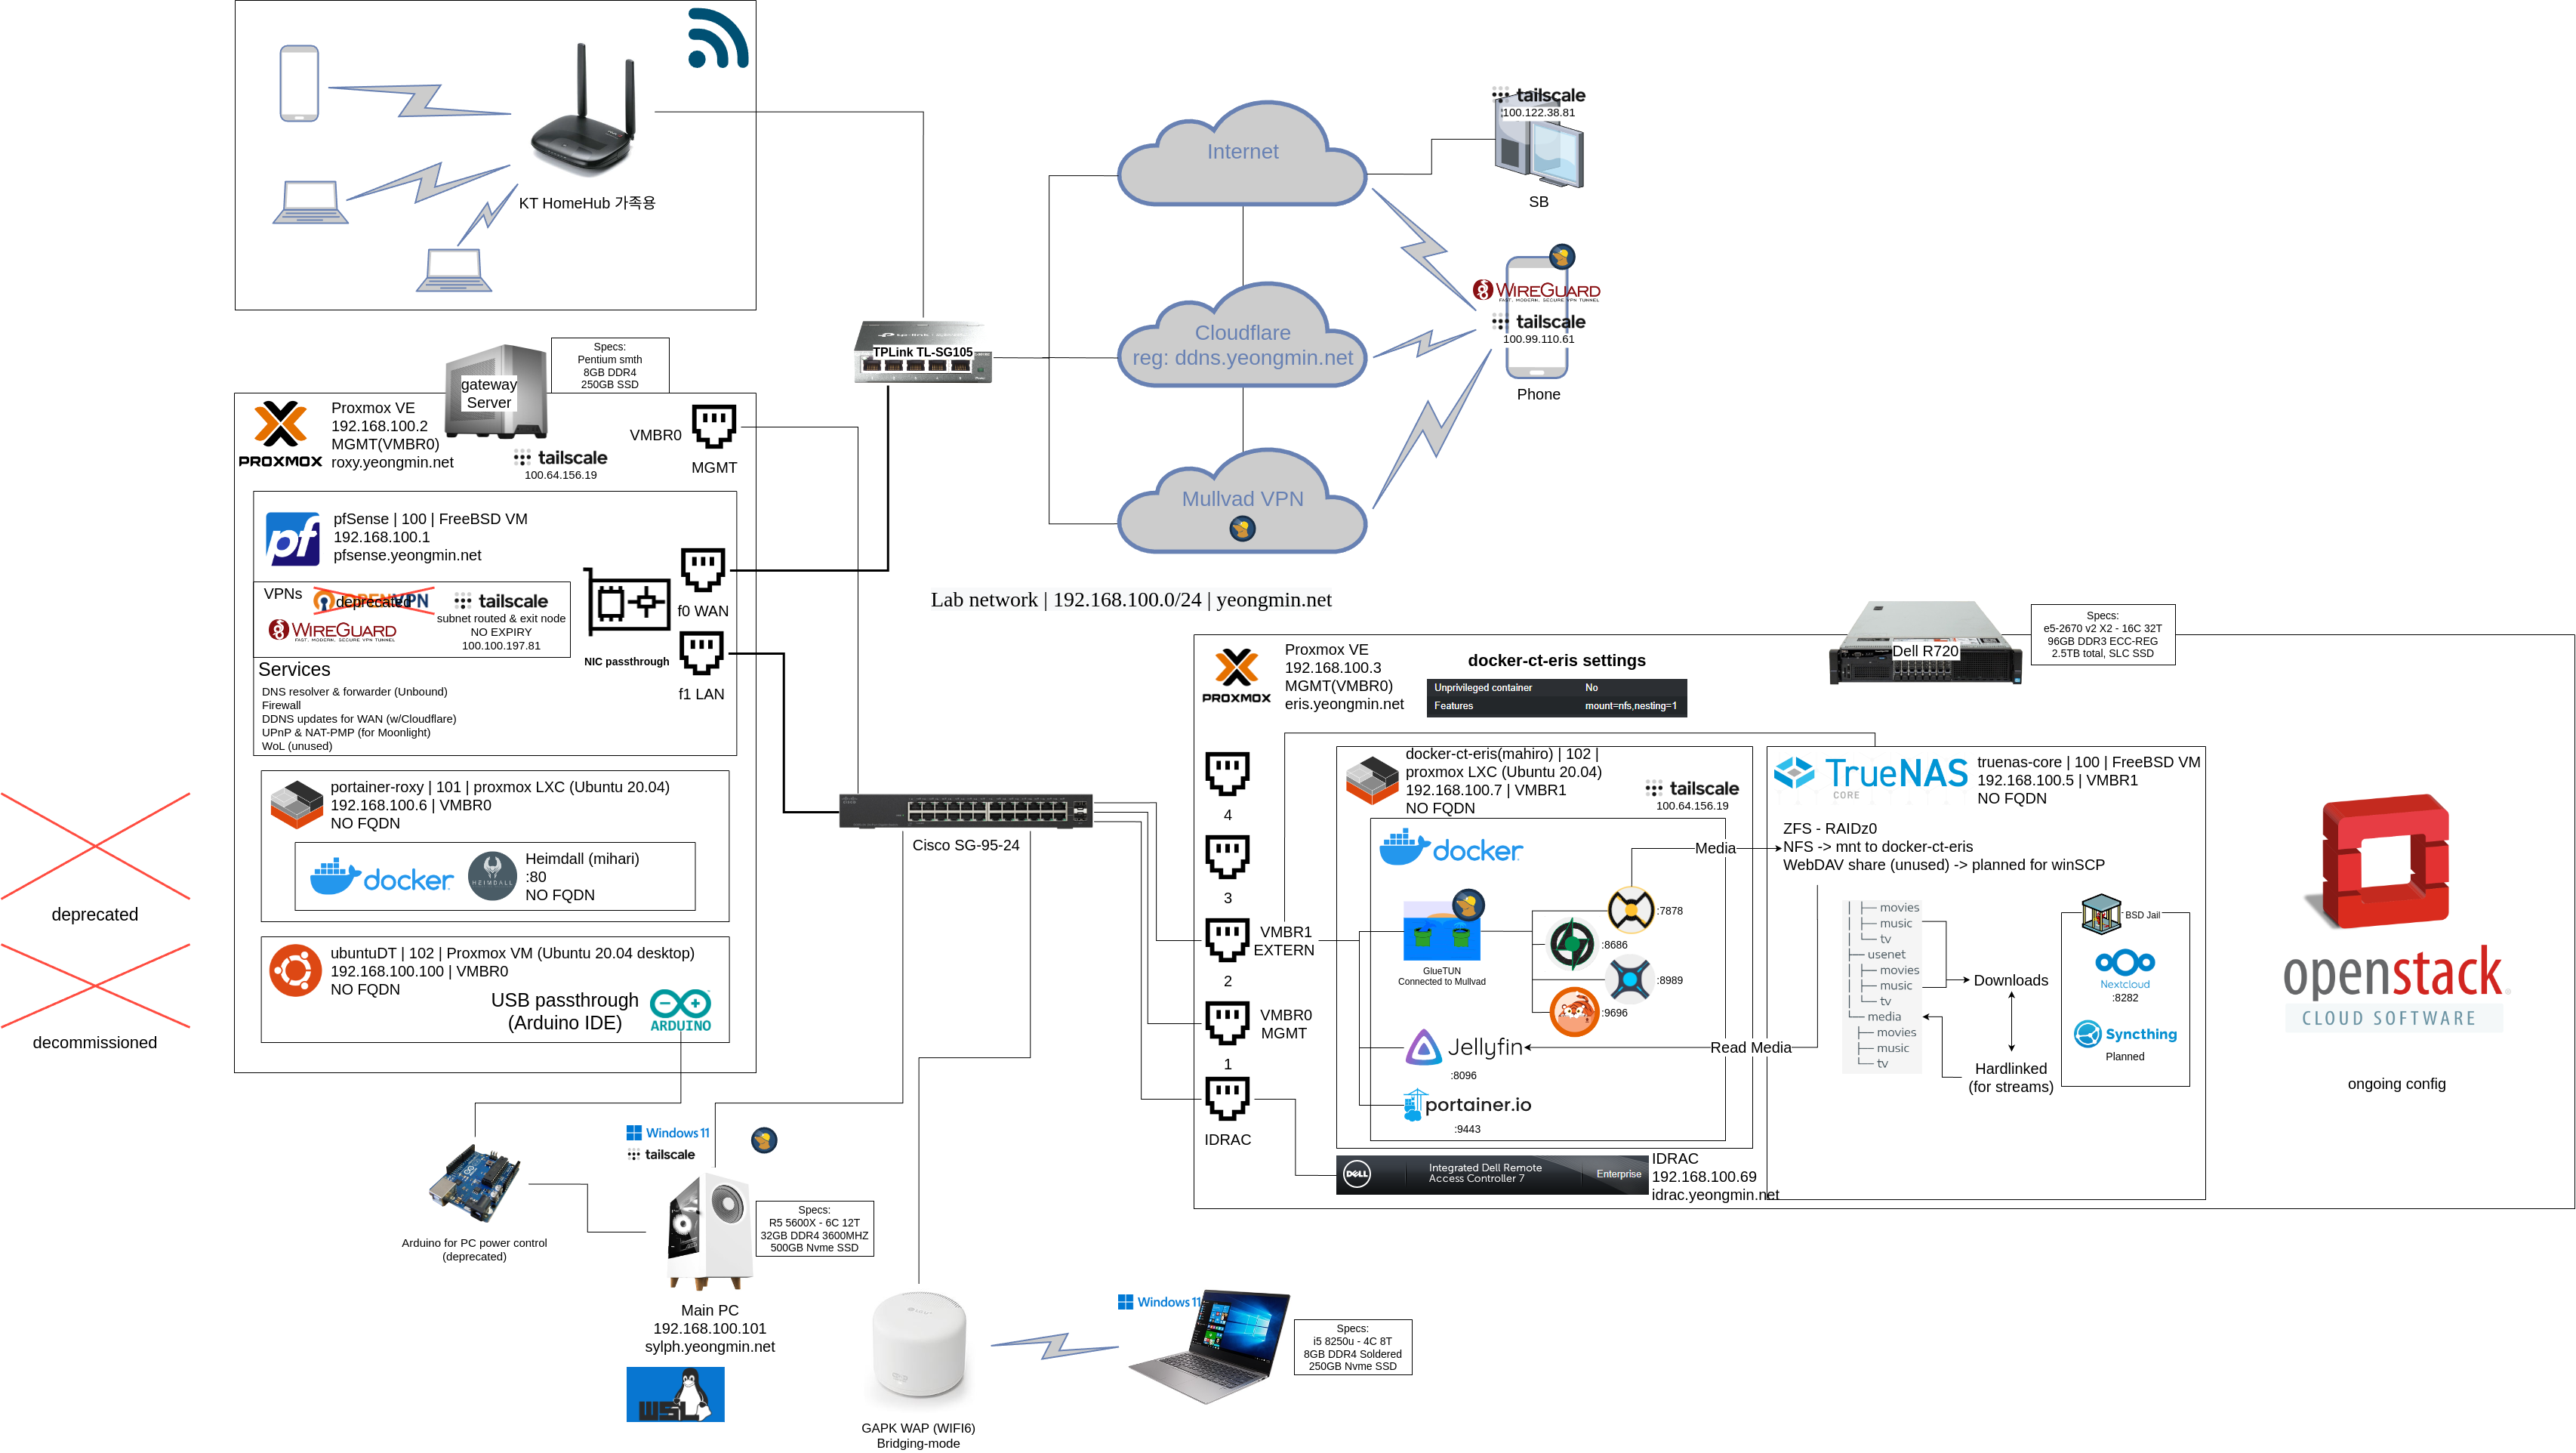 KT HomeHub 가족용
Internet
Cloudflare
reg: ddns.yeongmin.net
Mullvad VPN
tailscale
100.122.38.81
SB
WIREGUARD
FAST, MODERN, SECURE VPN TUNNEL
tailscale
100.99.110.61
Phone
tp-link
TPLink TL-SG105
Specs:
Pentium smth
8GB DDR4
250GB SSD
gateway
Server
PROXMOX
Proxmox VE
192.168.100.2
MGMT(VMBR0)
roxy.yeongmin.net
tailscale
100.64.156.19
VMBR0
MGMT
pf
pfSense | 100 | FreeBSD VM
192.168.100.1
pfsense.yeongmin.net
VPNs
OPENVPN
deprecated
WIREGUARD
FAST, MODERN, SECURE VPN TUNNEL
tailscale
subnet routed & exit node
NO EXPIRY
100.100.197.81
NIC passthrough
f0 WAN
f1 LAN
Services
DNS resolver & forwarder (Unbound)
Firewall
DDNS updates for WAN (w/Cloudflare)
UPnP & NAT-PMP (for Moonlight)
WoL (unused)
portainer-roxy | 101 | proxmox LXC (Ubuntu 20.04)
192.168.100.6 | VMBR0
NO FQDN
docker
HEIMDALL
Heimdall (mihari)
:80
NO FQDN
ubuntuDT | 102 | Proxmox VM (Ubuntu 20.04 desktop)
192.168.100.100 | VMBR0
NO FQDN
USB passthrough
(Arduino IDE)
ARDUINO
deprecated
decommissioned
Lab network | 192.168.100.0/24 | yeongmin.net
Cisco SG-95-24
Arduino for PC power control
(deprecated)
Windows 11
tailscale
Specs:
R5 5600X - 6C 12T
32GB DDR4 3600MHZ
500GB Nvme SSD
Main PC
192.168.100.101
sylph.yeongmin.net
WSL
GAPK WAP (WIFI6)
Bridging-mode
Windows 11
Specs:
i5 8250u - 4C 8T
8GB DDR4 Soldered
250GB Nvme SSD
PROXMOX
Proxmox VE
192.168.100.3
MGMT(VMBR0)
eris.yeongmin.net
docker-ct-eris settings
Unprivileged container No
Features mount=nfs,nesting=1
Dell R720
Specs:
e5-2670 v2 X2 - 16C 32T
96GB DDR3 ECC-REG
2.5TB total, SLC SSD
4
3
VMBR1
EXTERN
2
VMBR0
MGMT
1
IDRAC
docker-ct-eris(mahiro) | 102 |
proxmox LXC (Ubuntu 20.04)
192.168.100.7 | VMBR1
NO FQDN
tailscale
100.64.156.19
docker
GlueTUN
Connected to Mullvad
:7878
:8686
:8989
:9696
Jellyfin
:8096
portainer.io
:9443
Media
Read Media
DELL
Integrated Dell Remote
Access Controller 7
Enterprise
IDRAC
192.168.100.69
idrac.yeongmin.net
TrueNAS
CORE
truenas-core | 100 | FreeBSD VM
192.168.100.5 | VMBR1
NO FQDN
ZFS - RAIDz0
NFS -> mnt to docker-ct-eris
WebDAV share (unused) -> planned for winSCP
movies
music
tv
usenet
movies
music
tv
media
movies
music
tv
Downloads
Hardlinked
(for streams)
BSD Jail
Nextcloud
:8282
Syncthing
Planned
openstack.
CLOUD SOFTWARE
ongoing config